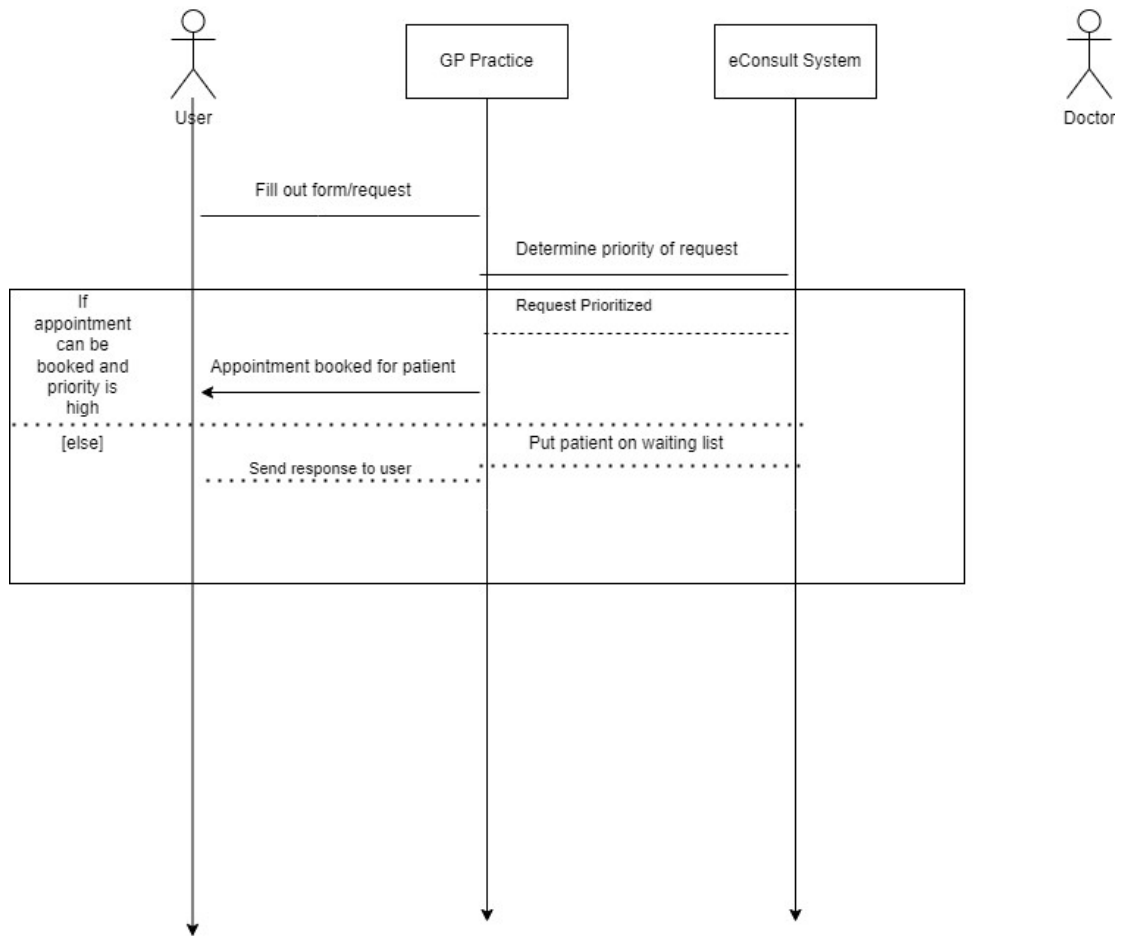 User
GP Practice
eConsult System
Doctor
Fill out form/request
Determine priority of request
If
appointment
can be
booked and
priority is
high
Request Prioritized
Appointment booked for patient
[else]
Put patient on waiting list
Send response to user